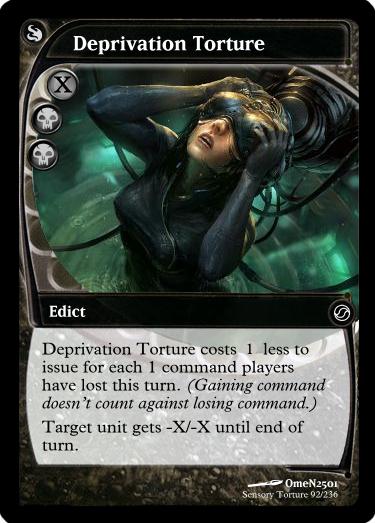 Deprivation Torture
X
Edict
Deprivation Torture costs 1 less to
issue for each 1 command players
have lost this turn. (Gaining command
doesn't count against losing command.)
Target unit gets -X/-X until end of
turn.
OmeN2501
Sensory Torture 92/236